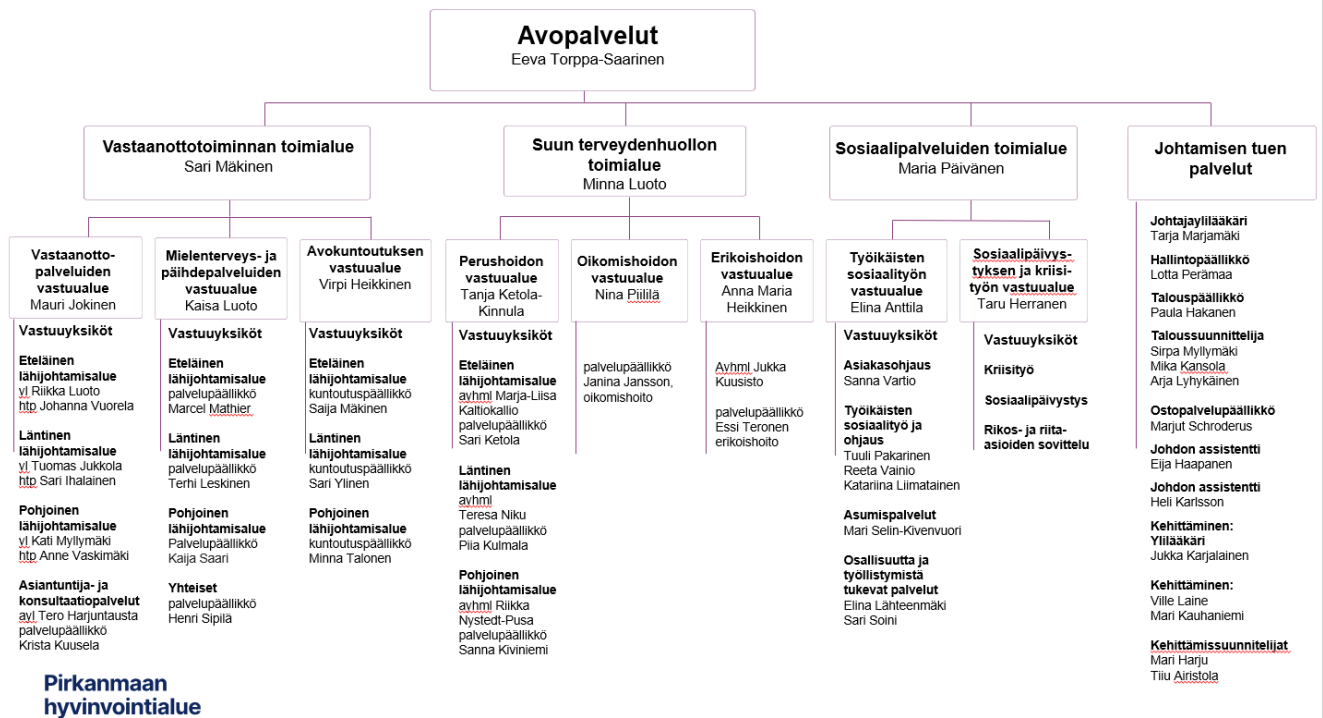 Avopalvelut
Eeva Torppa-Saarinen
Vastaanottotoiminnan toimialue
Sari Mäkinen
Suun terveydenhuollon
toimialue
Minna Luoto
Sosiaalipalveluiden toimialue
Maria Päivänen
Johtamisen tuen
palvelut
Vastaanotto-
palveluiden
vastuualue
Mauri Jokinen
Vastuuyksiköt
Eteläinen
lähijohtamisalue
yl Riikka Luoto
htp Johanna Vuorela
Läntinen
lähijohtamisalue
yl Tuomas Jukkola
htp Sari Ihalainen
Pohjoinen
lähijohtamisalue
yl Kati Myllymäki
htp Anne Vaskimäki
Asiantuntija- ja
konsultaatiopalvelut
ayl Tero Harjuntausta
palvelupäällikkö
Krista Kuusela
Mielenterveys- ja
päihdepalveluiden
vastuualue
Kaisa Luoto
Vastuuyksiköt
Eteläinen
lähijohtamisalue
palvelupäällikkö
Marcel Mathier
Läntinen
lähijohtamisalue
palvelupäällikkö
Terhi Leskinen
Pohjoinen
lähijohtamisalue
Palvelupäällikkö
Kaija Saari
Yhteiset
palvelupäällikkö
Henri Sipilä
Avokuntoutuksen
vastuualue
Virpi Heikkinen
Vastuuyksiköt
Eteläinen
lähijohtamisalue
kuntoutuspäällikkö
Saija Mäkinen
Läntinen
lähijohtamisalue
kuntoutuspäällikkö
Sari Ylinen
Pohjoinen
lähijohtamisalue
kuntoutuspäällikkö
Minna Talonen
Perushoidon
vastuualue
Tanja Ketola-
Kinnula
Vastuuyksiköt
Eteläinen
lähijohtamisalue
ayhml Marja-Liisa
Kaltiokallio
palvelupäällikkö
Sari Ketola
Läntinen
lähijohtamisalue
ayhml
Teresa Niku
palvelupäällikkö
Piia Kulmala
Pohjoinen
lähijohtamisalue
ayhml Riikka
Nystedt-Pusa
palvelupäällikkö
Sanna Kiviniemi
Oikomishoidon
vastuualue
Nina Piililä
palvelupäällikkö
Janina Jansson,
oikomishoito
Erikoishoidon
vastuualue
Anna Maria
Heikkinen
Ayhml Jukka
Kuusisto
palvelupäällikkö
Essi Teronen
erikoishoito
Työikäisten
sosiaalityön
vastuualue
Elina Anttila
Vastuuyksiköt
Asiakasohjaus
Sanna Vartio
Työikäisten
sosiaalityö ja
ohjaus
Tuuli Pakarinen
Reeta Vainio
Katariina Liimatainen
Asumispalvelut
Mari Selin-Kivenvuori
Osallisuutta ja
työllistymistä
tukevat palvelut
Elina Lähteenmäki
Sari Soini
Sosiaalipäivys-
tyksen ja kriisi-
työn vastuualue
Taru Herranen
Vastuuyksiköt
Kriisityö
Sosiaalipäivystys
Rikos- ja riita-
asioiden sovittelu
Johtajaylilääkäri
Tarja Marjamäki
Hallintopäällikkö
Lotta Perämaa
Talouspäällikkö
Paula Hakanen
Taloussuunnittelija
Sirpa Myllymäki
Mika Kansola
Arja Lyhykäinen
Ostopalvelupäällikkö
Marjut Schroderus
Johdon assistentti
Eija Haapanen
Johdon assistentti
Heli Karlsson
Kehittäminen:
Ylilääkäri
Jukka Karjalainen
Kehittäminen:
Ville Laine
Mari Kauhaniemi
Kehittämissuunnitelijat
Mari Harju
Tiiu Airistola
Pirkanmaan
hyvinvointialue